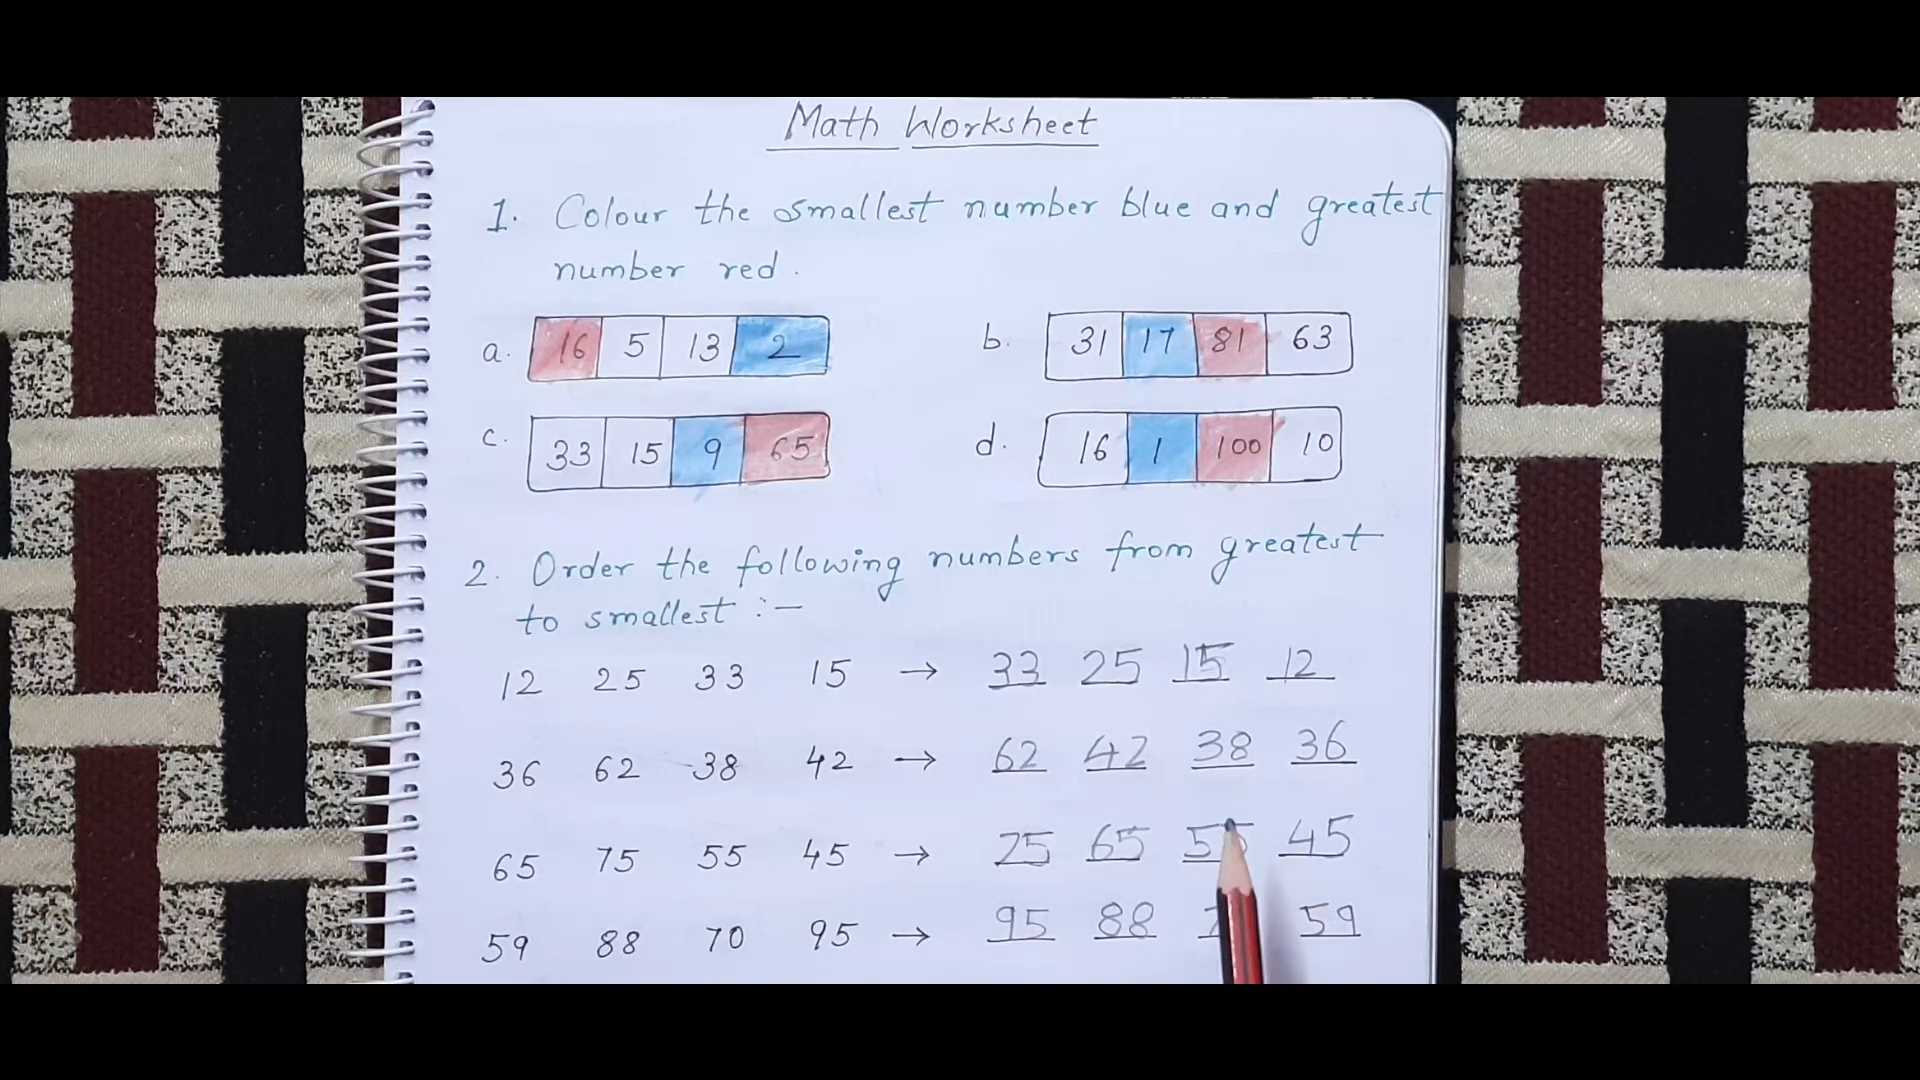 Math Worksheet
1. Colour the smallest number blue and greatest
number red.
a. 16 5 13 2
b. 31 17 81 63
c. 33 15 9 65
d. 16 1 100 10
2. Order the following numbers from greatest
to smallest :-
12 25 33 15 → 33 25 15 12
36 62 38 42 → 62 42 38 36
65 75 55 45 → 75 65 55 45
59 88 70 95 → 95 88 59